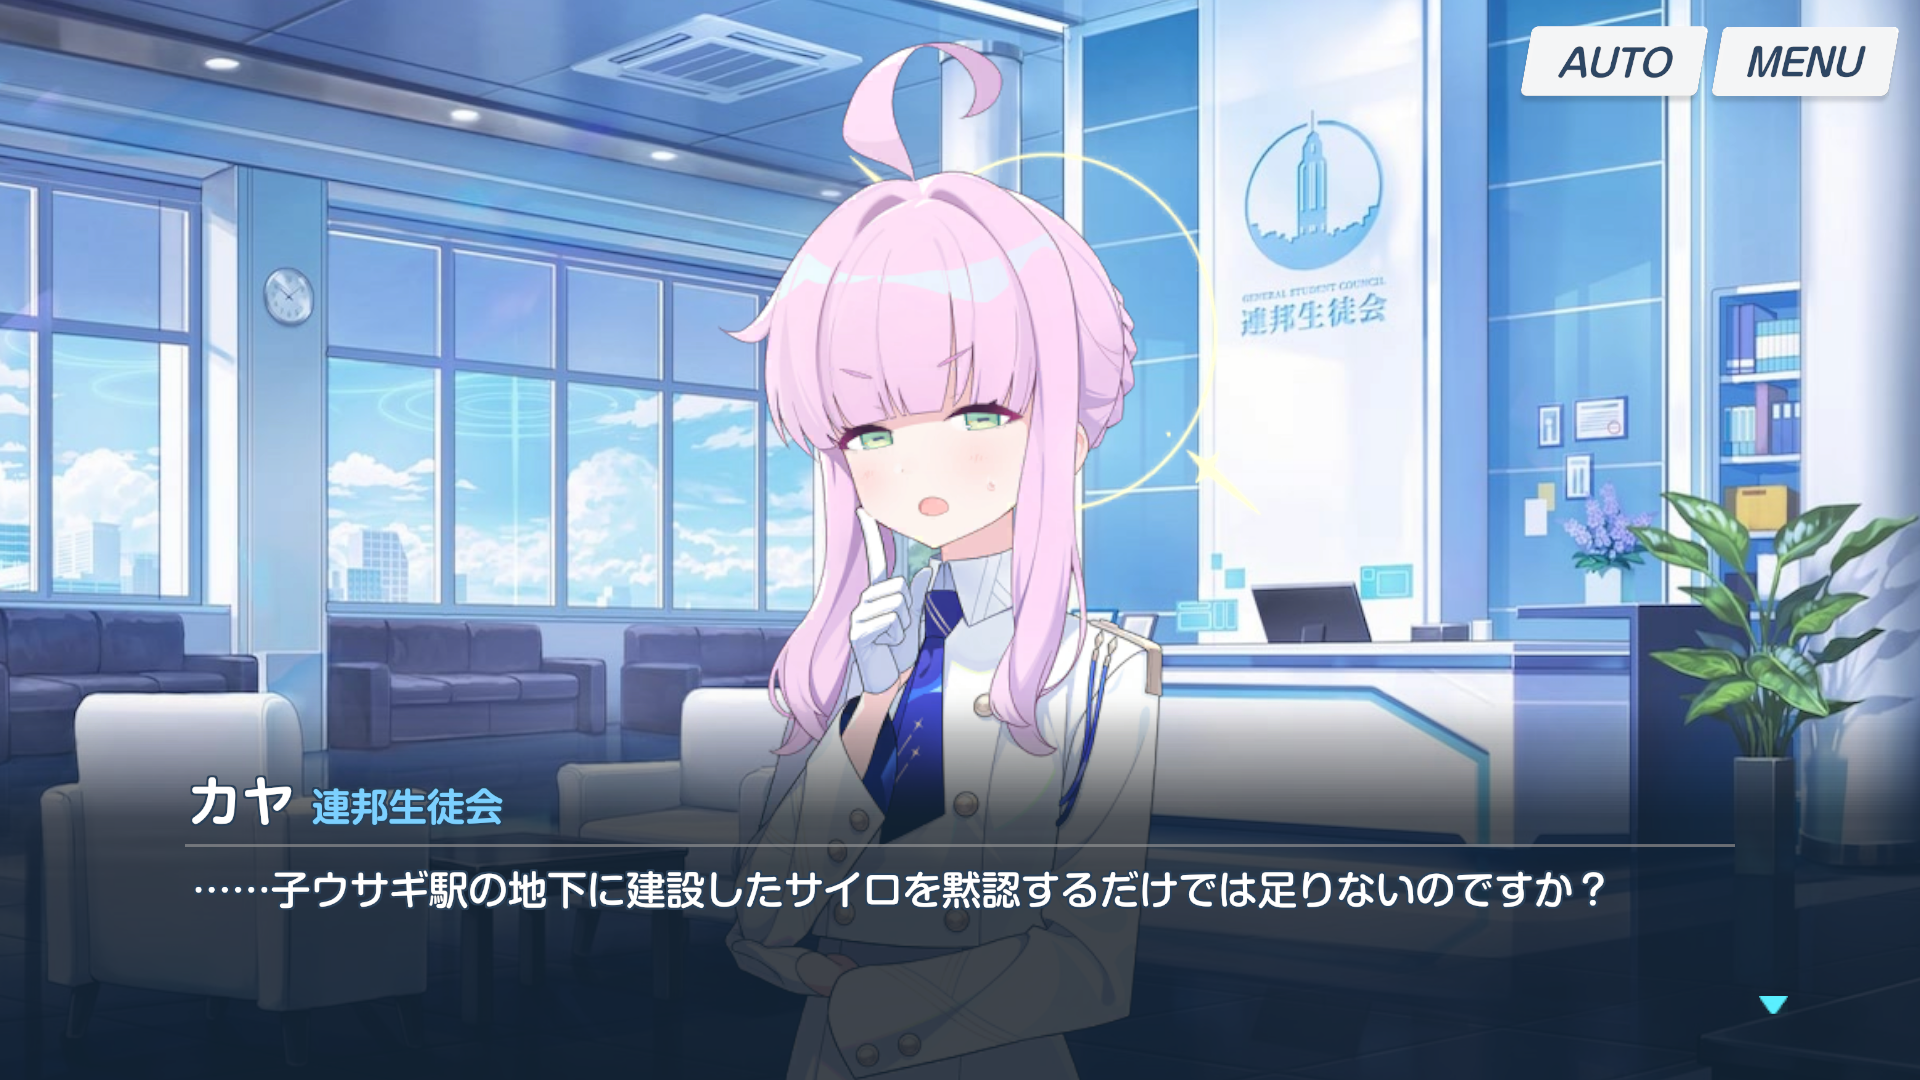 AUTO
MENU
GENERAL STUDENT COUNCIL
連邦生徒会
カヤ 連邦生徒会
……子ウサギ駅の地下に建設したサイロを黙認するだけでは足りないのですか？